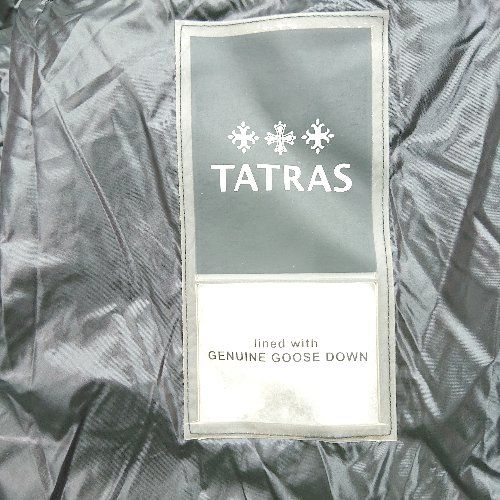 TATRAS
lined with
GENUINE GOOSE DOWN